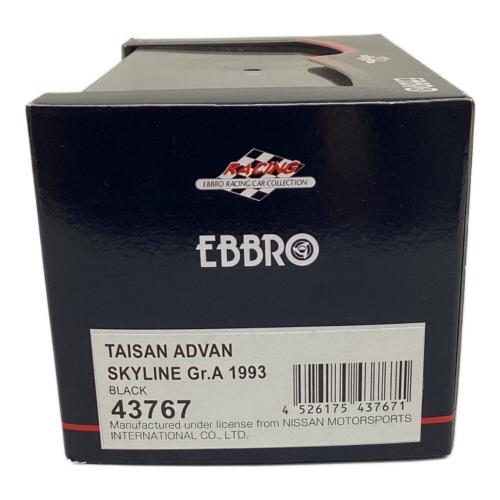 EBBRO
RACING
EBBRO RACING CAR COLLECTION
EBBRO
TAISAN ADVAN
SKYLINE Gr.A 1993
BLACK
43767
4 526175 437671
Manufactured under license from NISSAN MOTORSPORTS
INTERNATIONAL CO., LTD.